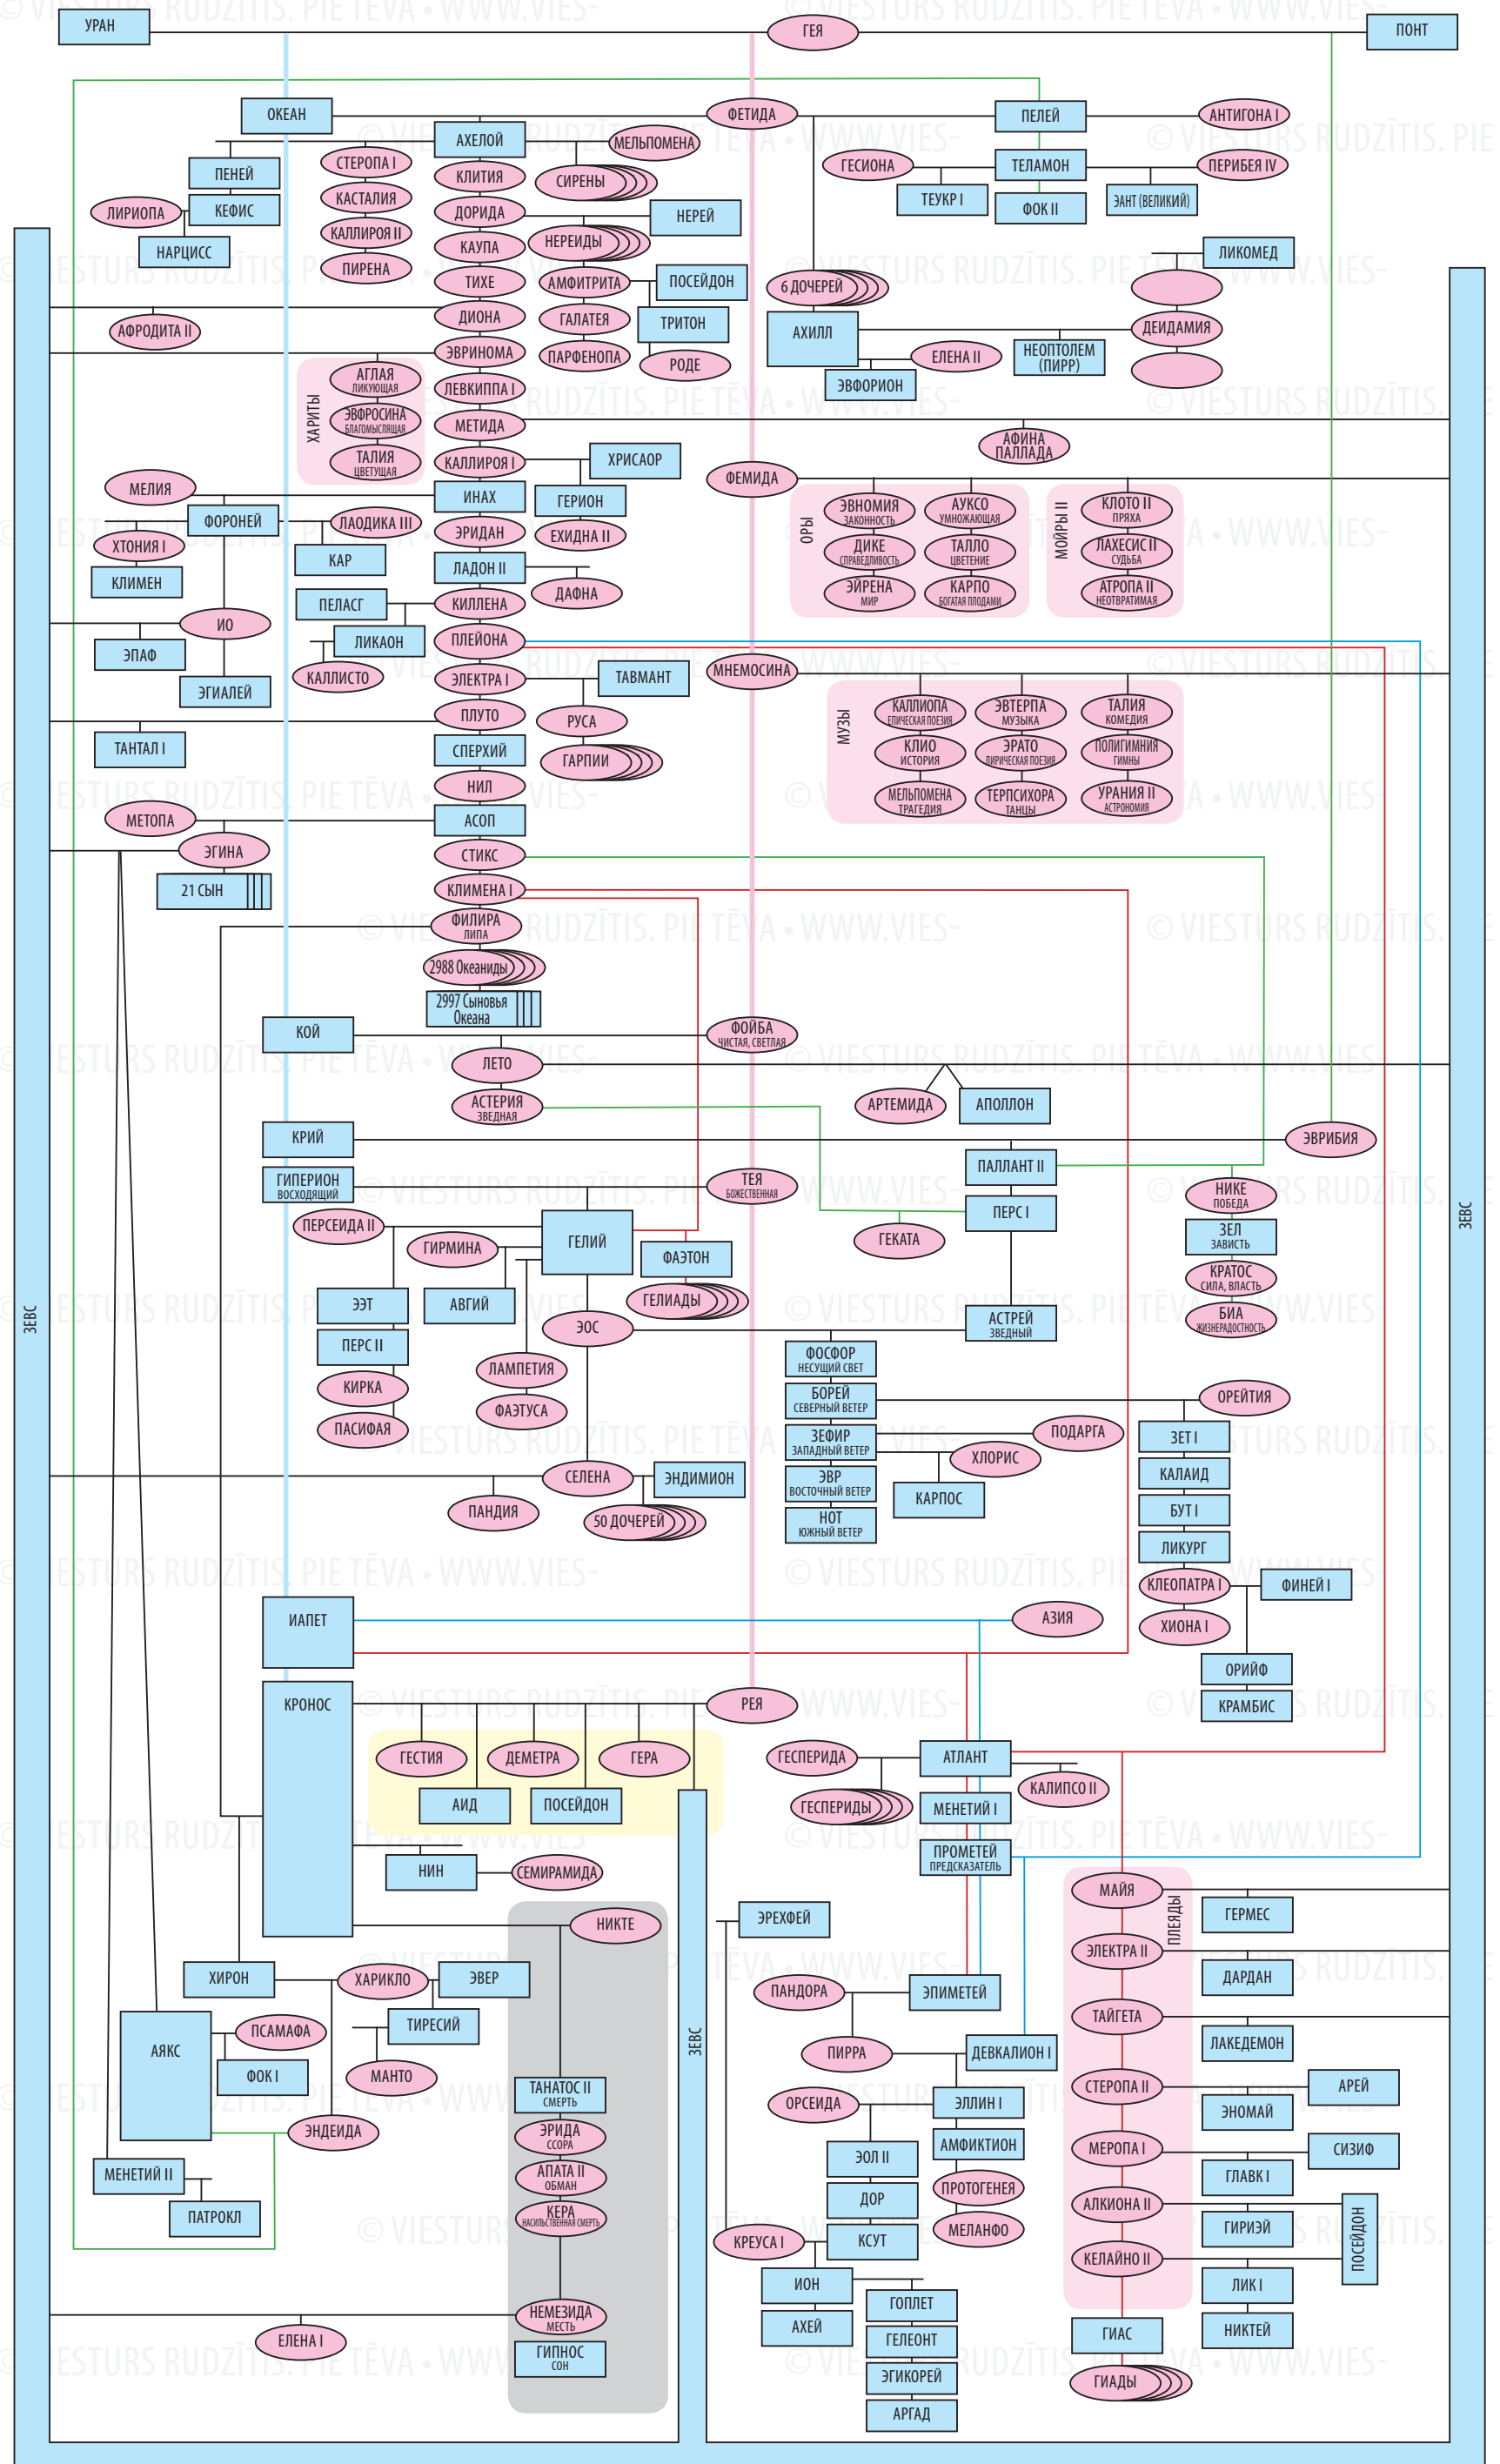 УРАН
ГЕЯ
ПОНТ
ОКЕАН
ФЕТИДА
ПЕЛЕЙ
АНТИГОНА I
АХЕЛОЙ
МЕЛЬПОМЕНА
ПЕНЕЙ
СТЕРОПА I
КЛИТИЯ
СИРЕНЫ
ГЕСИОНА
ТЕЛАМОН
ПЕРИБЕЯ IV
КАСТАЛИЯ
ТЕУКР I
ФОК II
ЭАНТ (ВЕЛИКИЙ)
ЛИРИОПА
КЕФИС
ДОРИДА
НЕРЕЙ
НАРЦИСС
КАЛЛИРОЯ II
КАУПА
НЕРЕИДЫ
ЛИКОМЕД
ПИРЕНА
ТИХЕ
АМФИТРИТА
ПОСЕЙДОН
6 ДОЧЕРЕЙ
АФРОДИТА II
ДИОНА
ГАЛАТЕЯ
ТРИТОН
АХИЛЛ
ДЕИДАМИЯ
ЭВРИНОМА
ПАРФЕНОПА
РОДЕ
ЕЛЕНА II
НЕОПТОЛЕМ
(ПИРР)
ЭВФОРИОН
ХАРИТЫ
АГЛАЯ
ЛИКУЮЩАЯ
ЭВФРОСИНА
БЛАГОМЫСЛЯЩАЯ
ТАЛИЯ
ЦВЕТУЩАЯ
ЛЕВКИППА I
МЕТИДА
АФИНА
ПАЛЛАДА
КАЛЛИРОЯ I
ХРИСАОР
ФЕМИДА
МЕЛИЯ
ИНАХ
ГЕРИОН
ОРЫ
ЭВНОМИЯ
ЗАКОННОСТЬ
АУКСО
УМНОЖАЮЩАЯ
МОЙРЫ II
КЛОТО II
ПРЯХА
ФОРОНЕЙ
ЛАОДИКА III
ЭРИДАН
ЕХИДНА II
ХТОНИЯ I
КАР
ДИКЕ
СПРАВЕДЛИВОСТЬ
ТАЛЛО
ЦВЕТЕНИЕ
ЛАХЕСИС II
СУДЬБА
КЛИМЕН
ЛАДОН II
ДАФНА
ЭЙРЕНА
МИР
КАРПО
БОГАТАЯ ПЛОДАМИ
АТРОПА II
НЕОТВРАТИМАЯ
ПЕЛАСГ
КИЛЛЕНА
ИО
ЛИКАОН
ПЛЕЙОНА
ЭПАФ
КАЛЛИСТО
ЭЛЕКТРА I
ТАВМАНТ
МНЕМОСИНА
ЭГИАЛЕЙ
ПЛУТО
РУСА
МУЗЫ
КАЛЛИОПА
ЕПИЧЕСКАЯ ПОЕЗИЯ
ЭВТЕРПА
МУЗЫКА
ТАЛИЯ
КОМЕДИЯ
ТАНТАЛ I
СПЕРХИЙ
ГАРПИИ
КЛИО
ИСТОРИЯ
ЭРАТО
ЛИРИЧЕСКАЯ ПОЕЗИЯ
ПОЛИГИМНИЯ
ГИМНЫ
НИЛ
МЕЛЬПОМЕНА
ТРАГЕДИЯ
ТЕРПСИХОРА
ТАНЦЫ
УРАНИЯ II
АСТРОНОМИЯ
МЕТОПА
АСОП
ЭГИНА
СТИКС
21 СЫН
КЛИМЕНА I
ФИЛИРА
ЛИПА
2988 Океаниды
2997 Сыновья
Океана
КОЙ
ФОЙБА
ЧИСТАЯ, СВЕТЛАЯ
ЛЕТО
АСТЕРИЯ
ЗВЕДНАЯ
АРТЕМИДА
АПОЛЛОН
КРИЙ
ЭВРИБИЯ
ГИПЕРИОН
ВОСХОДЯЩИЙ
ТЕЯ
БОЖЕСТВЕННАЯ
ПАЛЛАНТ II
НИКЕ
ПОБЕДА
ПЕРС I
ПЕРСЕИДА II
ГИРМИНА
ГЕЛИЙ
ФАЭТОН
ГЕКАТА
ЗЕЛ
ЗАВИСТЬ
ЗЕВС
ЭЭТ
АВГИЙ
ГЕЛИАДЫ
КРАТОС
СИЛА, ВЛАСТЬ
ЗЕВС
ПЕРС II
ЭОС
АСТРЕЙ
ЗВЕДНЫЙ
БИА
ЖИЗНЕРАДОСТНОСТЬ
КИРКА
ЛАМПЕТИЯ
ФОСФОР
НЕСУЩИЙ СВЕТ
ПАСИФАЯ
ФАЭТУСА
БОРЕЙ
СЕВЕРНЫЙ ВЕТЕР
ОРЕЙТИЯ
ЗЕФИР
ЗАПАДНЫЙ ВЕТЕР
ПОДАРГА
ЗЕТ I
СЕЛЕНА
ЭНДИМИОН
ЭВР
ВОСТОЧНЫЙ ВЕТЕР
ХЛОРИС
КАЛАИД
ПАНДИЯ
50 ДОЧЕРЕЙ
НОТ
ЮЖНЫЙ ВЕТЕР
КАРПОС
БУТ I
ЛИКУРГ
КЛЕОПАТРА I
ФИНЕЙ I
ИАПЕТ
АЗИЯ
ХИОНА I
ОРИЙФ
КРАМБИС
КРОНОС
РЕЯ
ГЕСТИЯ
ДЕМЕТРА
ГЕРА
АИД
ПОСЕЙДОН
ГЕСПЕРИДА
АТЛАНТ
КАЛИПСО II
ГЕСПЕРИДЫ
МЕНЕТИЙ I
НИН
СЕМИРАМИДА
ПРОМЕТЕЙ
ПРЕДСКАЗАТЕЛЬ
НИКТЕ
ЭРЕХФЕЙ
ПЛЕЯДЫ
МАЙЯ
ГЕРМЕС
ЭЛЕКТРА II
ДАРДАН
ХИРОН
ХАРИКЛО
ЭВЕР
ПАНДОРА
ЭПИМЕТЕЙ
ТИРЕСИЙ
ПСАМАФА
АЯКС
ФОК I
МАНТО
ЗЕВС
ПИРРА
ДЕВКАЛИОН I
ТАЙГЕТА
ЛАКЕДЕМОН
ТАНАТОС II
СМЕРТЬ
ОРСЕИДА
ЭЛЛИН I
СТЕРОПА II
АРЕЙ
ЭНОМАЙ
ЭНДЕИДА
ЭРИДА
ССОРА
ЭОЛ II
АМФИКТИОН
МЕРОПА I
СИЗИФ
МЕНЕТИЙ II
АПАТА II
ОБМАН
ДОР
ПРОТОГЕНЕЯ
ГЛАВК I
ПАТРОКЛ
КЕРА
НАСИЛЬСТВЕННАЯ СМЕРТЬ
КРЕУСА I
КСУТ
МЕЛАНФО
АЛКИОНА II
ГИРИЭЙ
ПОСЕЙДОН
КЕЛАЙНО II
ИОН
ЛИК I
ГОПЛЕТ
НЕМЕЗИДА
МЕСТЬ
АХЕЙ
ГИАС
НИКТЕЙ
ЕЛЕНА I
ГИПНОС
СОН
ГЕЛЕОНТ
ЭГИКОРЕЙ
ГИАДЫ
АРГАД
© VIESTURS RUDZĪTIS. PIE TĒVA • WWW.VIES-